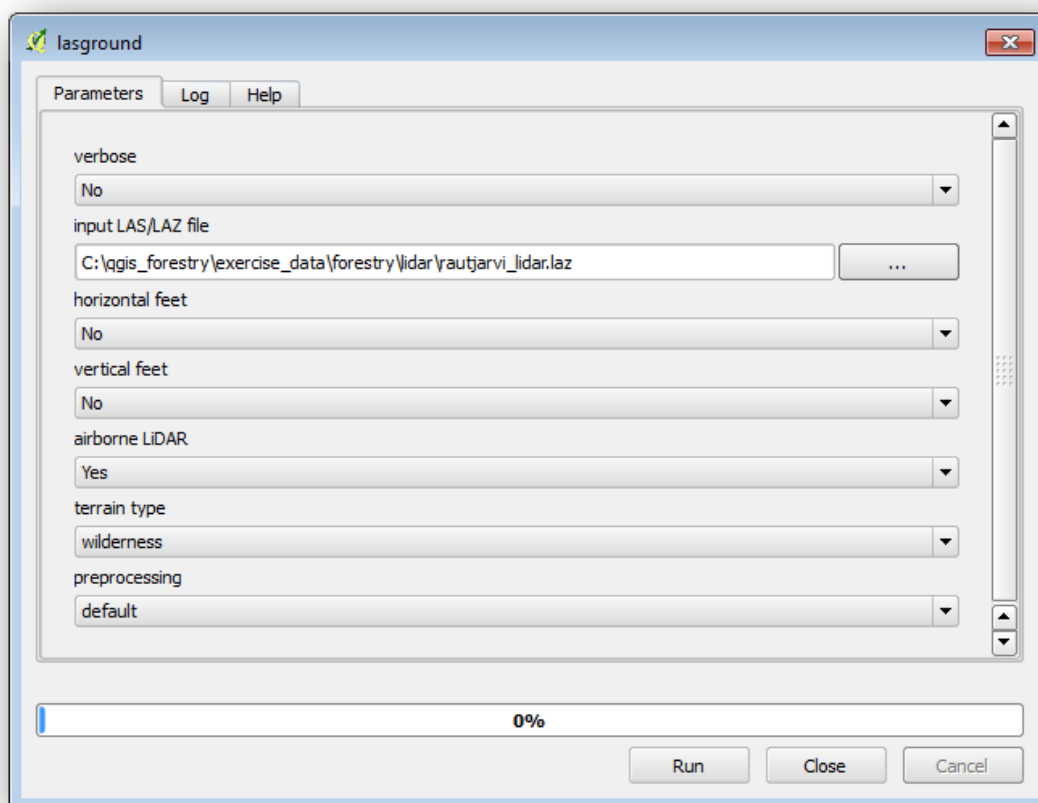 lasground
Parameters Log Help
verbose
No
input LAS/LAZ file
C:\qgis_forestry\exercise_data\forestry\lidar\rautjarvi_lidar.laz ...
horizontal feet
No
vertical feet
No
airborne LiDAR
Yes
terrain type
wilderness
preprocessing
default
0%
Run Close Cancel